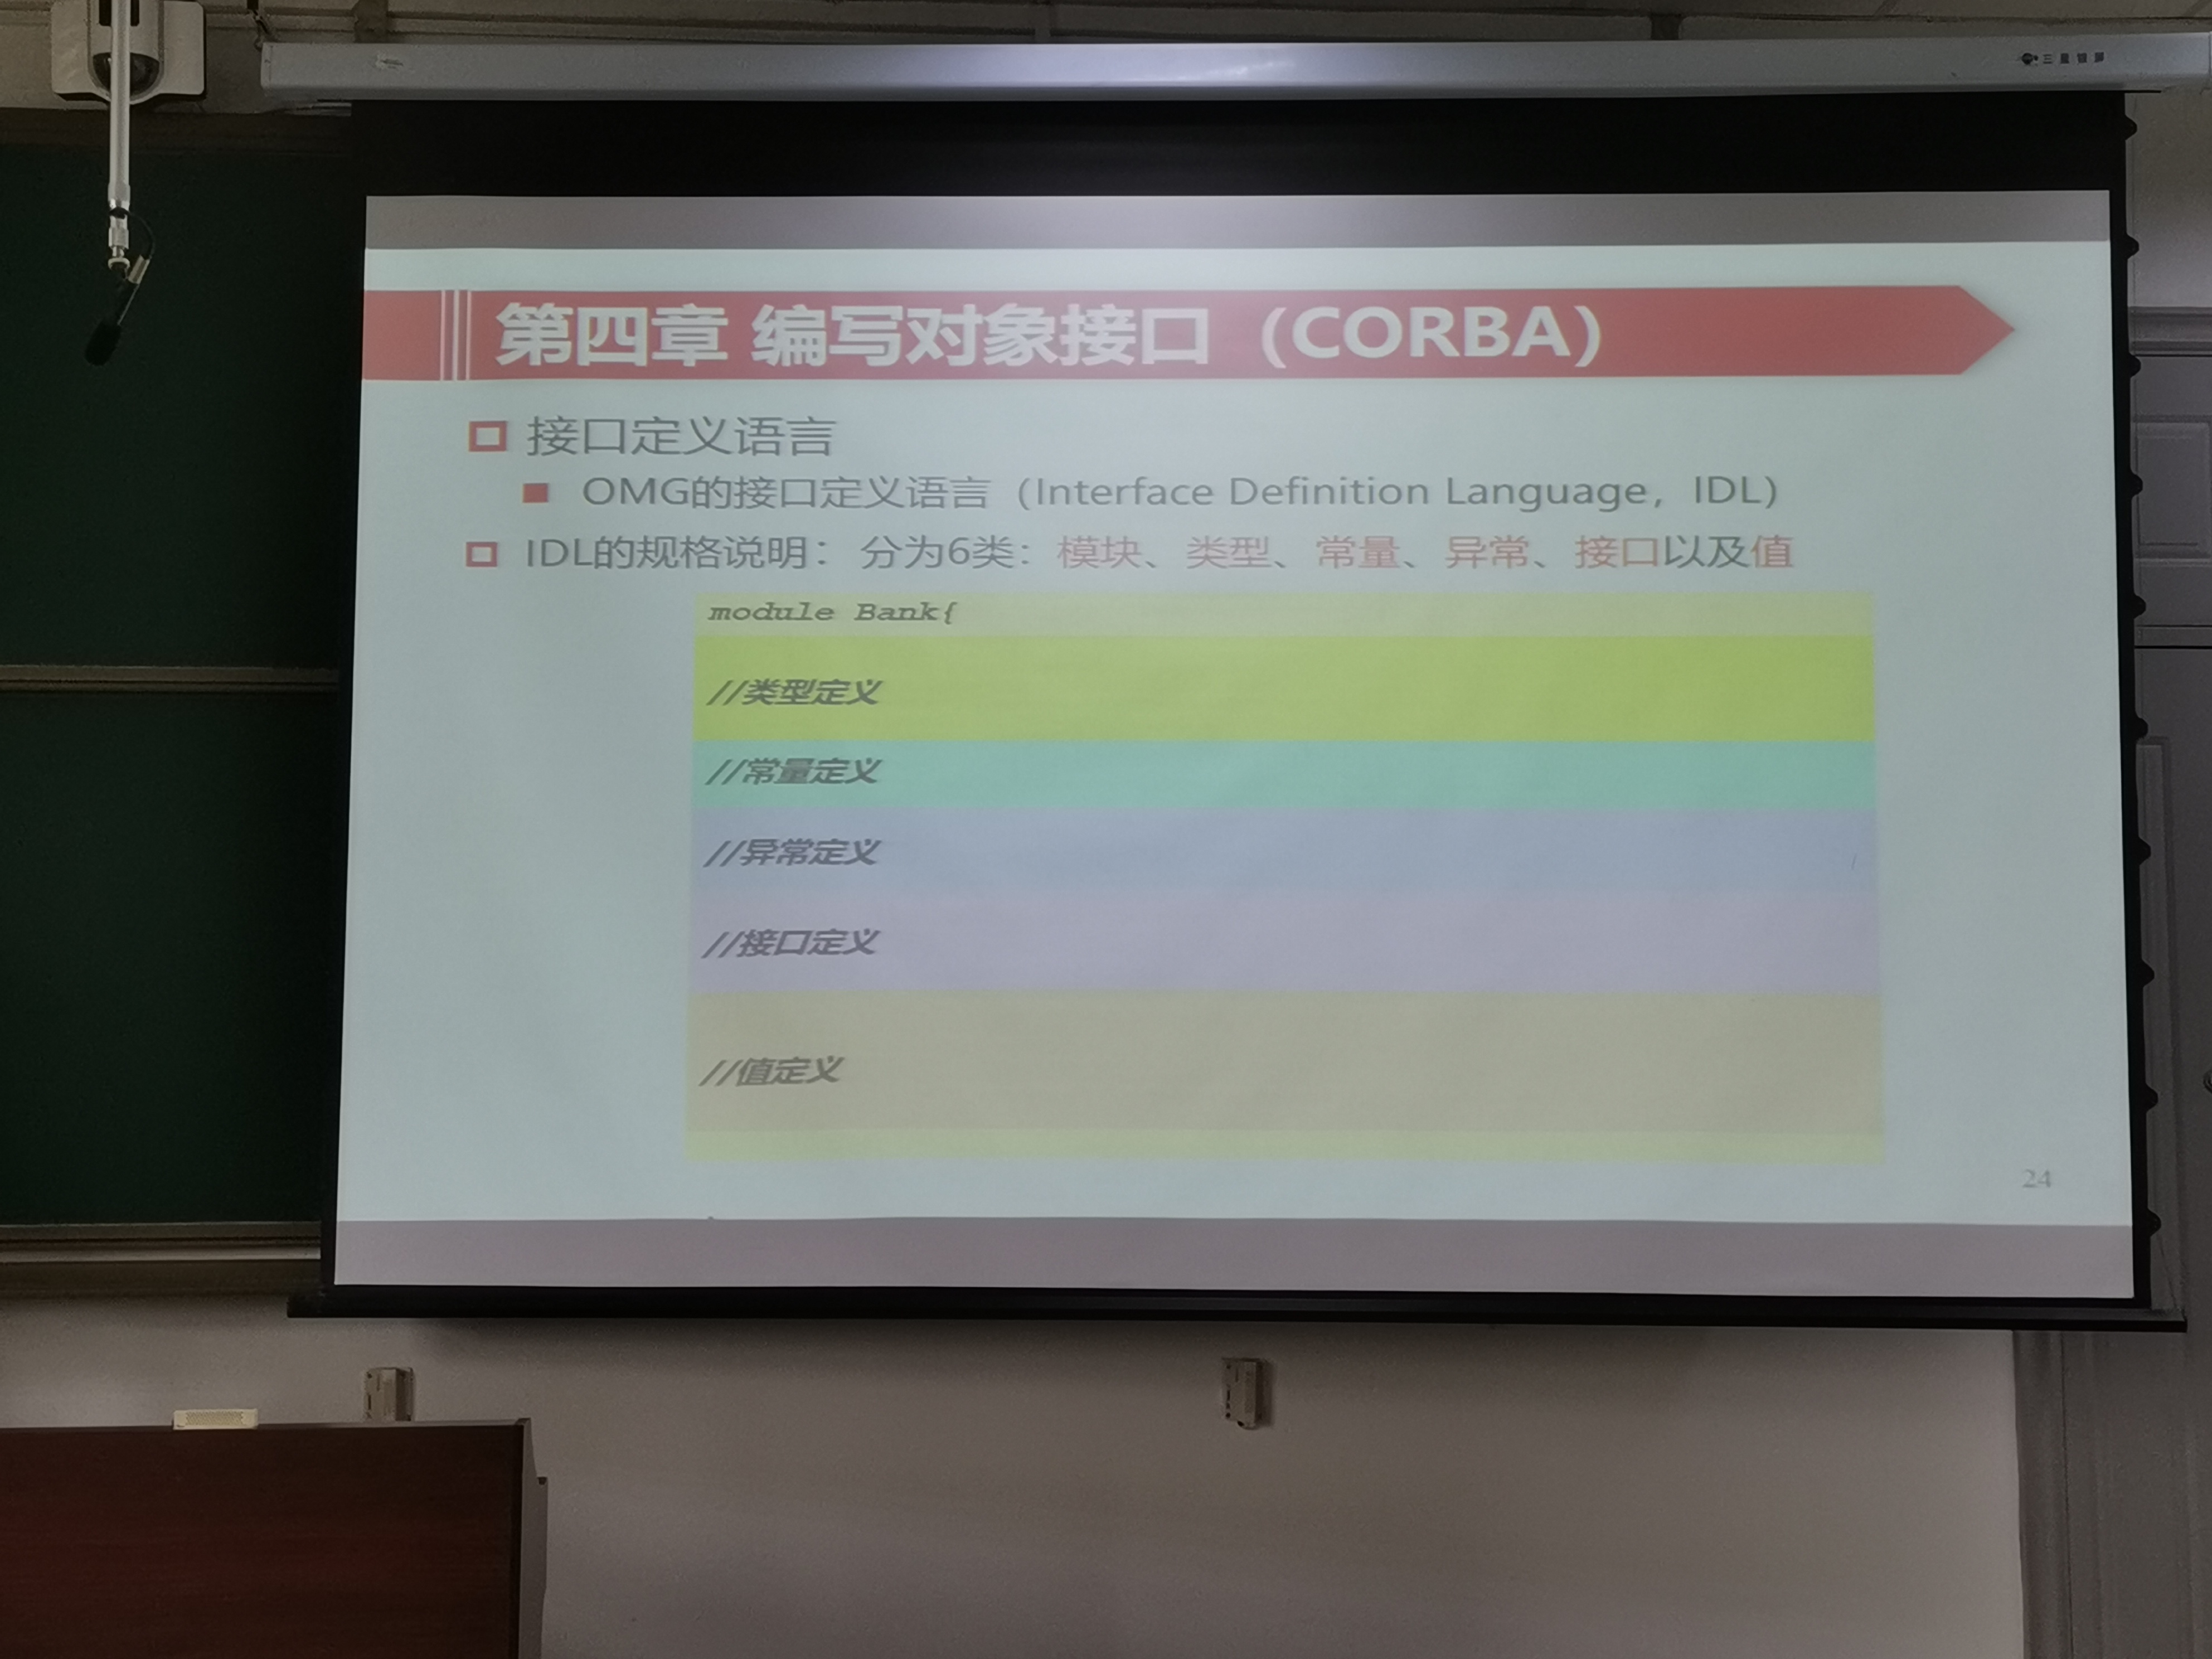 第四章 编写对象接口（CORBA）
接口定义语言
OMG的接口定义语言（Interface Definition Language，IDL）
IDL的规格说明： 分为6类：模块、类型、常量、异常、接口以及值
module Bank{
//类型定义
//常量定义
//异常定义
//接口定义
//值定义
24